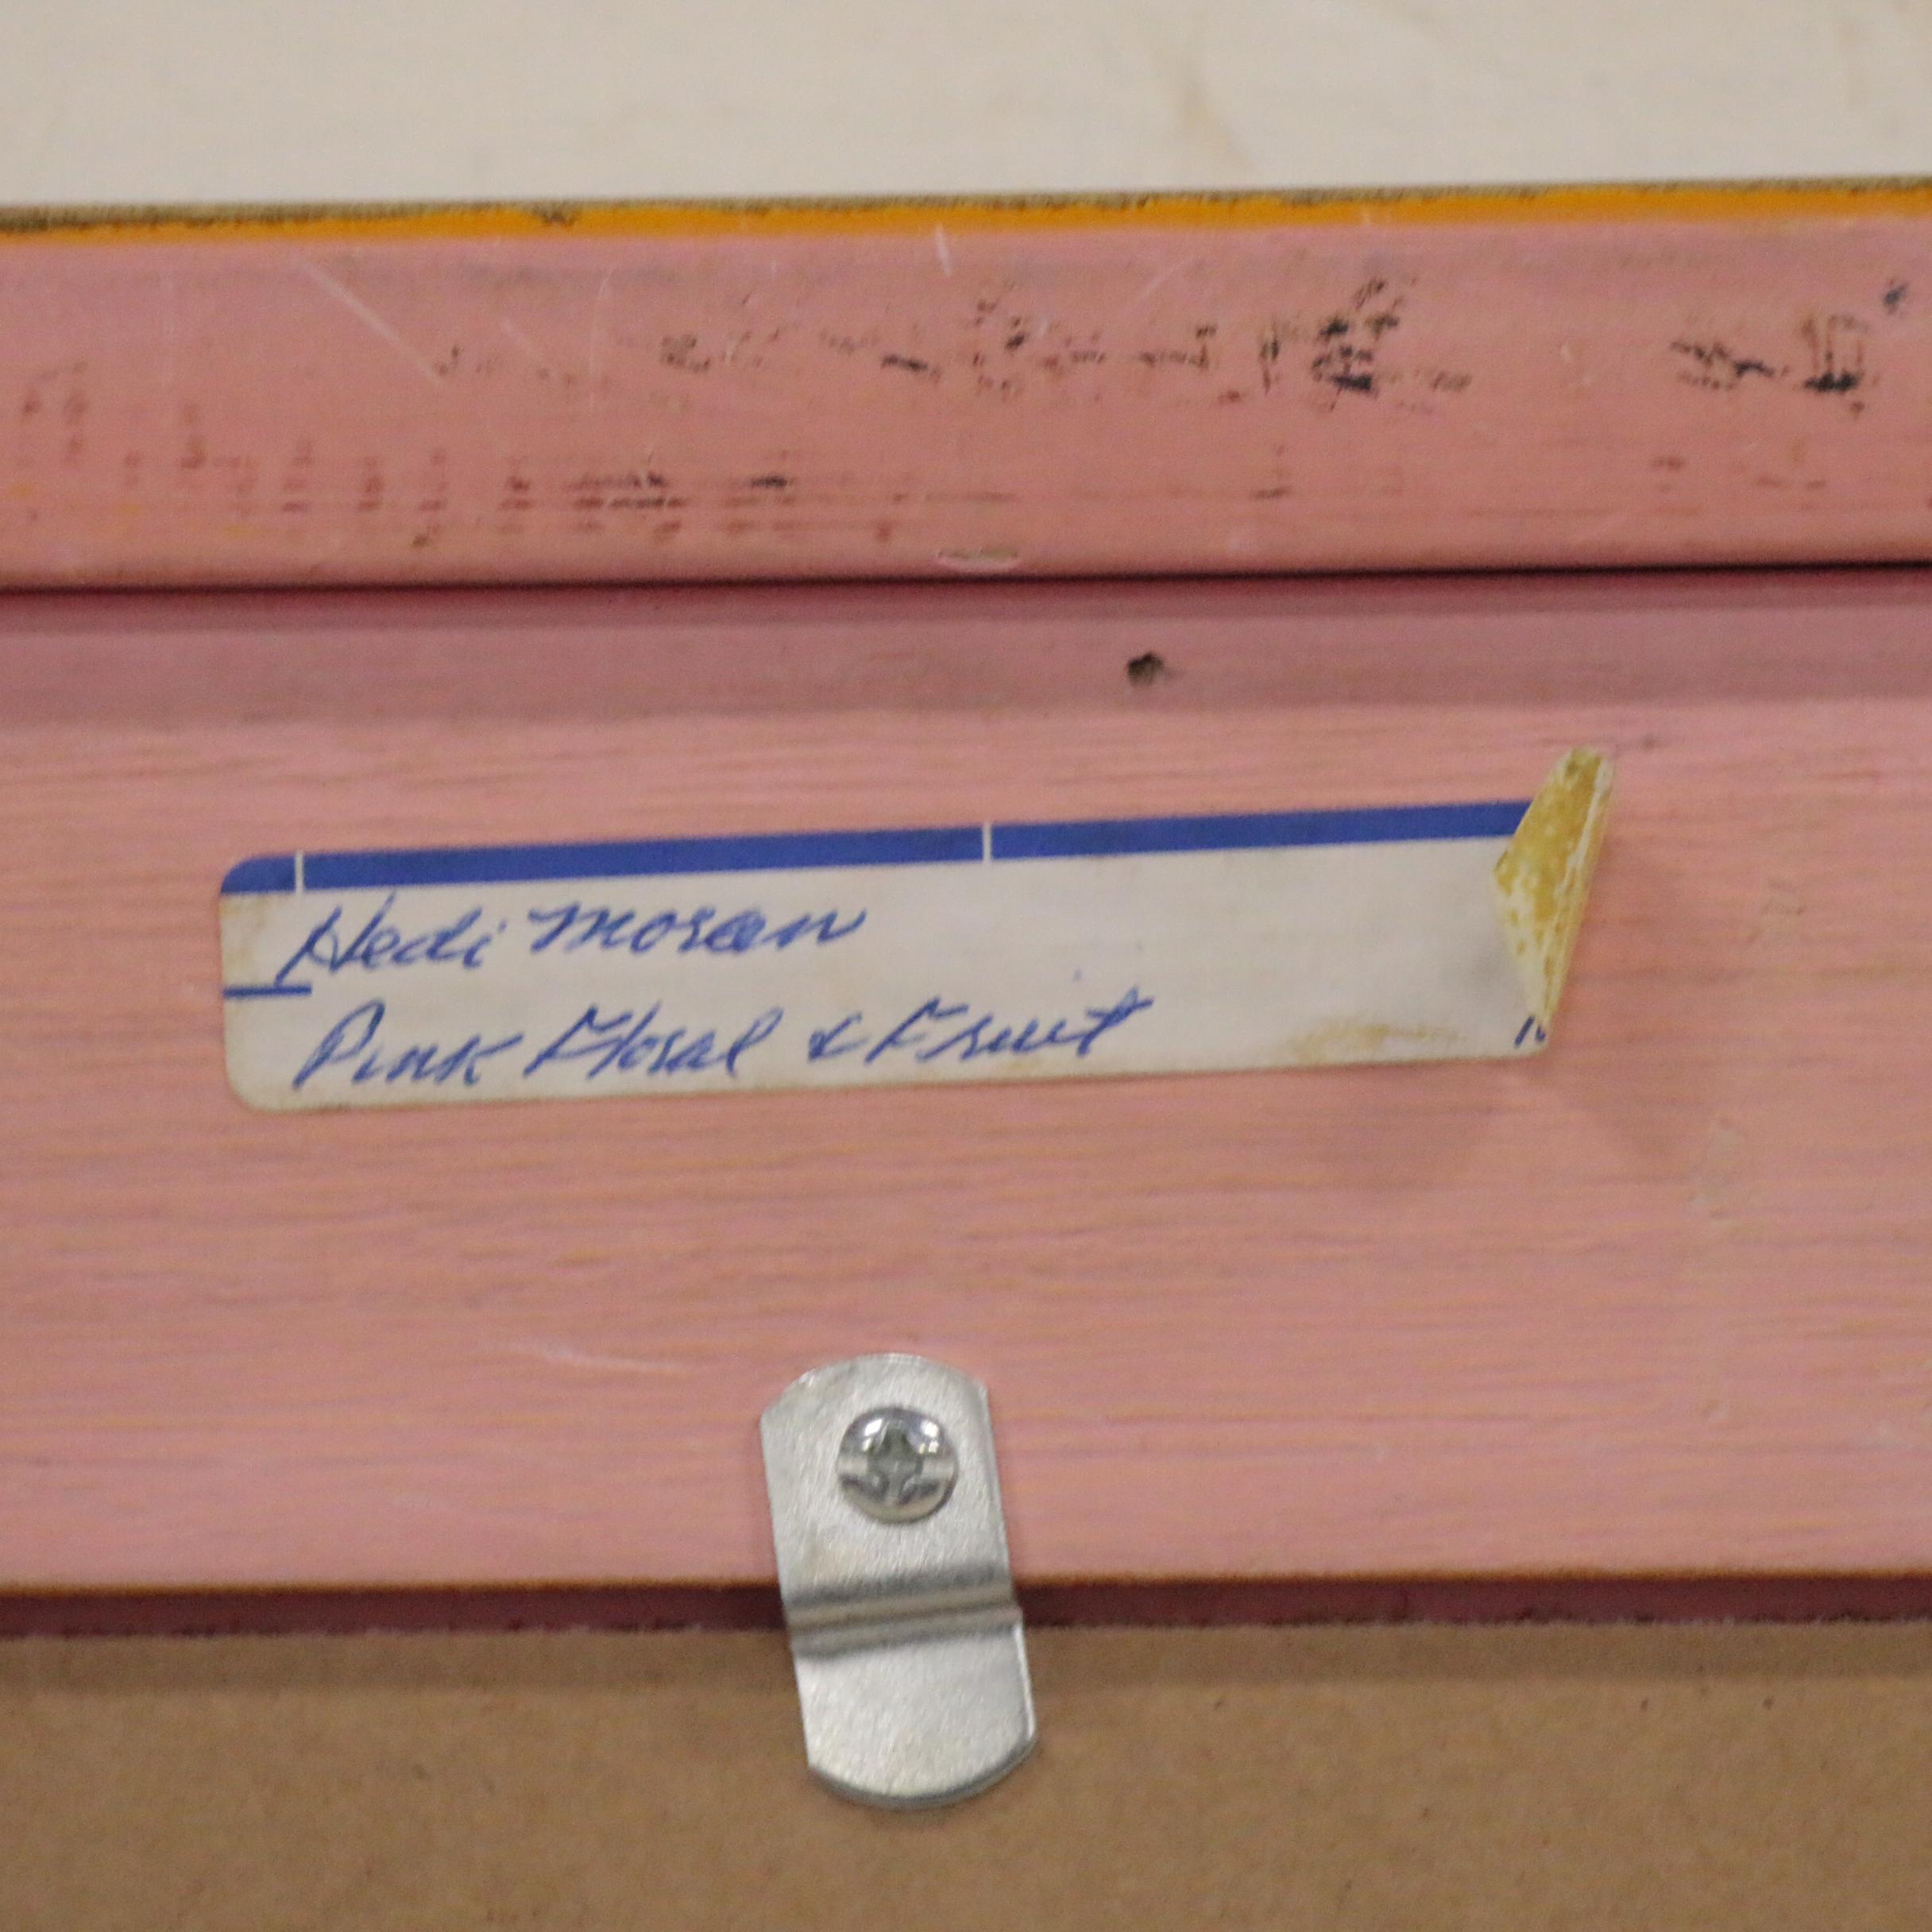 Hedi Moran
Pink Floral & Fruit